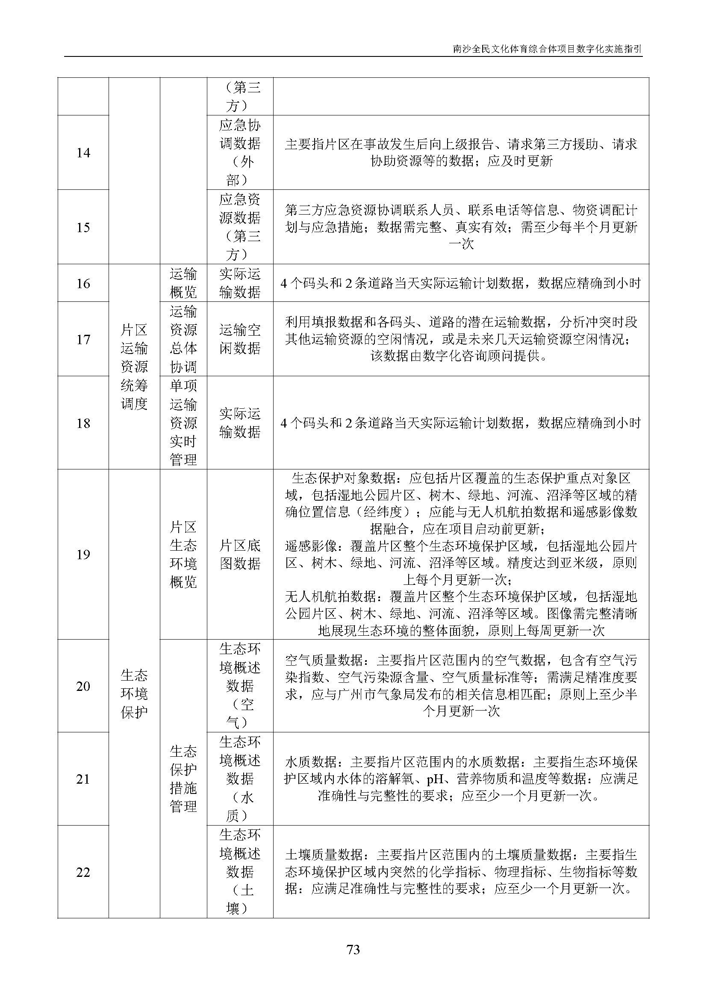 南沙全民文化体育综合体项目数字化实施指引
（第三
方）
14
应急协
调数据
（外
部）
主要指片区在事故发生后向上级报告、请求第三方援助、请求
协助资源等的数据；应及时更新
15
应急资
源数据
（第三
方）
第三方应急资源协调联系人员、联系电话等信息、物资调配计
划与应急措施；数据需完整、真实有效；需至少每半个月更新
一次
16
片区
运输
资源
统筹
调度
运输
概览
实际运
输数据
4 个码头和 2 条道路当天实际运输计划数据，数据应精确到小时
17
运输
资源
总体
协调
运输空
闲数据
利用填报数据和各码头、道路的潜在运输数据，分析冲突时段
其他运输资源的空闲情况，或是未来几天运输资源空闲情况；
该数据由数字化咨询顾问提供。
18
单项
运输
资源
实时
管理
实际运
输数据
4 个码头和 2 条道路当天实际运输计划数据，数据应精确到小时
19
生态
环境
保护
片区
生态
环境
概览
片区底
图数据
生态保护对象数据：应包括片区覆盖的生态保护重点对象区
域，包括湿地公园片区、树木、绿地、河流、沼泽等区域的精
确位置信息（经纬度）；应能与无人机航拍数据和遥感影像数
据融合，应在项目启动前更新；
遥感影像：覆盖片区整个生态环境保护区域，包括湿地公园片
区、树木、绿地、河流、沼泽等区域。精度达到亚米级，原则
上每个月更新一次；
无人机航拍数据：覆盖片区整个生态环境保护区域，包括湿地
公园片区、树木、绿地、河流、沼泽等区域。图像需完整清晰
地展现生态环境的整体面貌，原则上每周更新一次
20
生态
保护
措施
管理
生态环
境概述
数据
（空
气）
空气质量数据：主要指片区范围内的空气数据，包含有空气污
染指数、空气污染源含量、空气质量标准等；需满足精准度要
求，应与广州市气象局发布的相关信息相匹配；原则上至少半
个月更新一次
21
生态环
境概述
数据
（水
质）
水质数据：主要指片区范围内的水质数据：主要指生态环境保
护区域内水体的溶解氧、pH、营养物质和温度等数据：应满足
准确性与完整性的要求；应至少一个月更新一次。
22
生态环
境概述
数据
（土
壤）
土壤质量数据：主要指片区范围内的土壤质量数据：主要指生
态环境保护区域内突然的化学指标、物理指标、生物指标等数
据：应满足准确性与完整性的要求；应至少一个月更新一次。
73